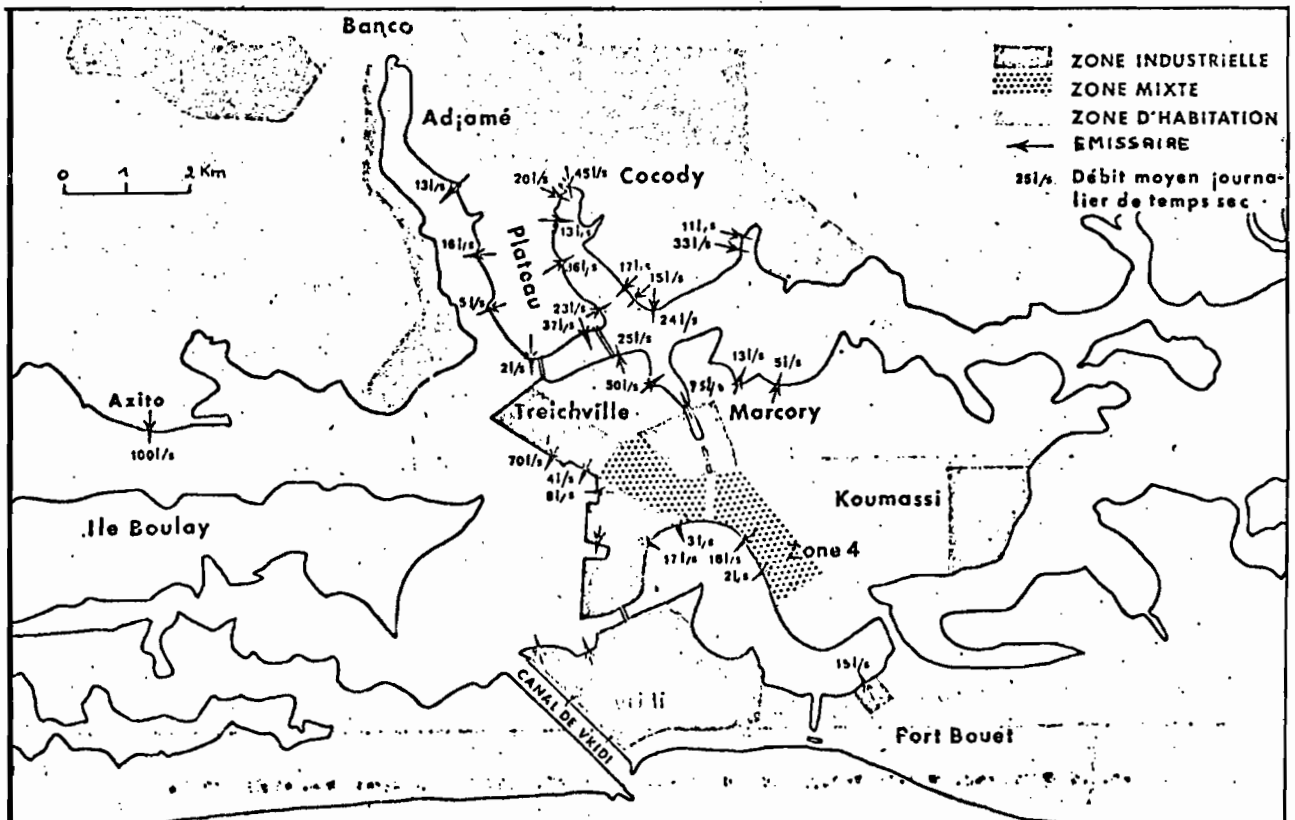 Banco
ZONE INDUSTRIELLE
ZONE MIXTE
ZONE D'HABITATION
EMISSAIRE
25l/s. Débit moyen journa-
lier de temps sec
Adjamé
0 1 2 Km
13l/s
20l/s
45l/s
Cocody
Plateau
13l/s
11l/s
33l/s
16l/s
16l/s
17l/s
15l/s
24l/s
5l/s
23l/s
37l/s
25l/s
2l/s
50l/s
13l/s
5l/s
95l/s
Azito
100l/s
Treichville
Marcory
70l/s
4l/s
8l/s
Koumassi
Ile Boulay
3l/s
17l/s
18l/s
2l/s
Zone 4
15l/s
CANAL DE VRIDI
Port Bouet